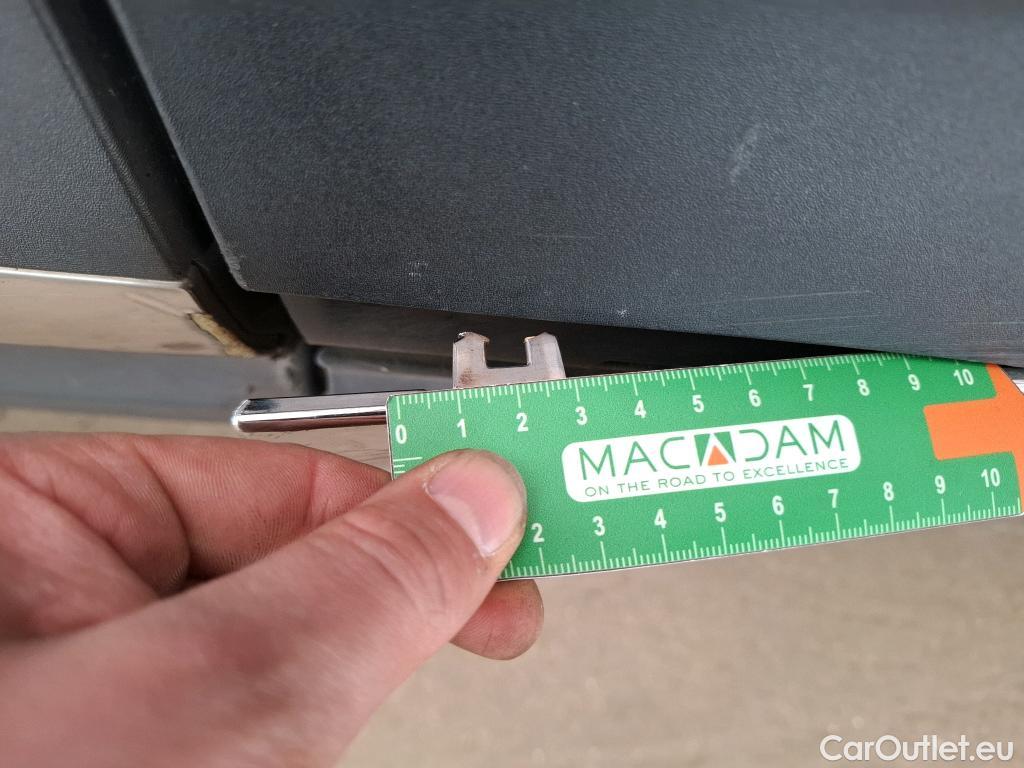 0 1 2 3 4 5 6 7 8 9 10
MACADAM
ON THE ROAD TO EXCELLENCE
2 3 4 5 6 7 8 9 10
CarOutlet.eu